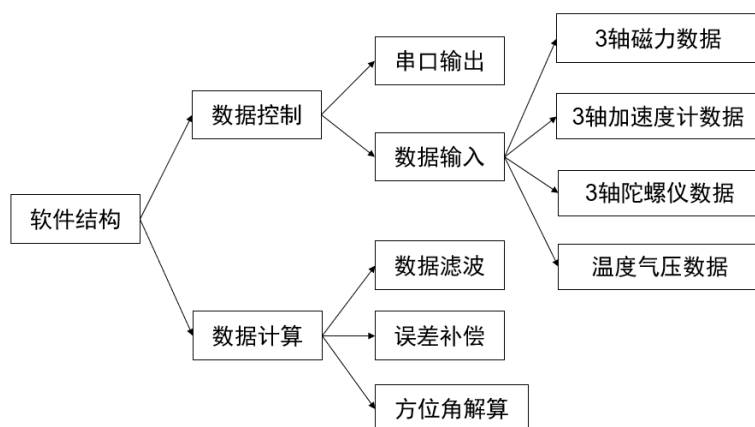 软件结构
数据控制
串口输出
数据输入
3轴磁力数据
3轴加速度计数据
3轴陀螺仪数据
温度气压数据
数据计算
数据滤波
误差补偿
方位角解算